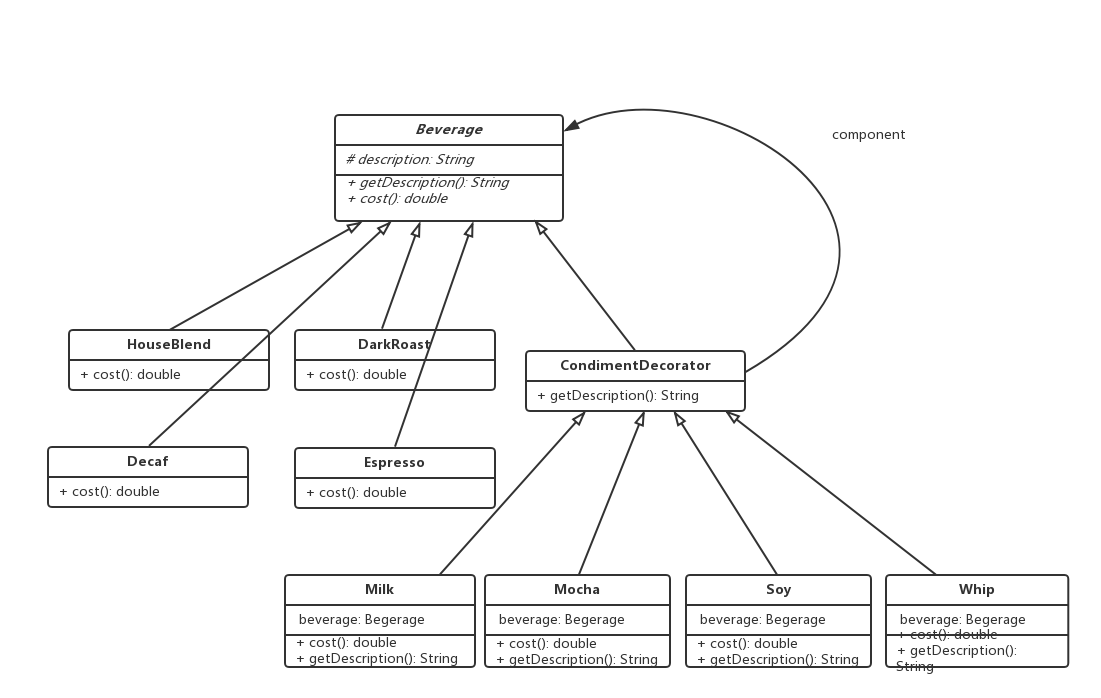 Beverage
# description: String
+ getDescription(): String
+ cost(): double
component
HouseBlend
+ cost(): double
DarkRoast
+ cost(): double
CondimentDecorator
+ getDescription(): String
Decaf
+ cost(): double
Espresso
+ cost(): double
Milk
beverage: Begerage
+ cost(): double
+ getDescription(): String
Mocha
beverage: Begerage
+ cost(): double
+ getDescription(): String
Soy
beverage: Begerage
+ cost(): double
+ getDescription(): String
Whip
beverage: Begerage
+ cost(): double
+ getDescription():
String